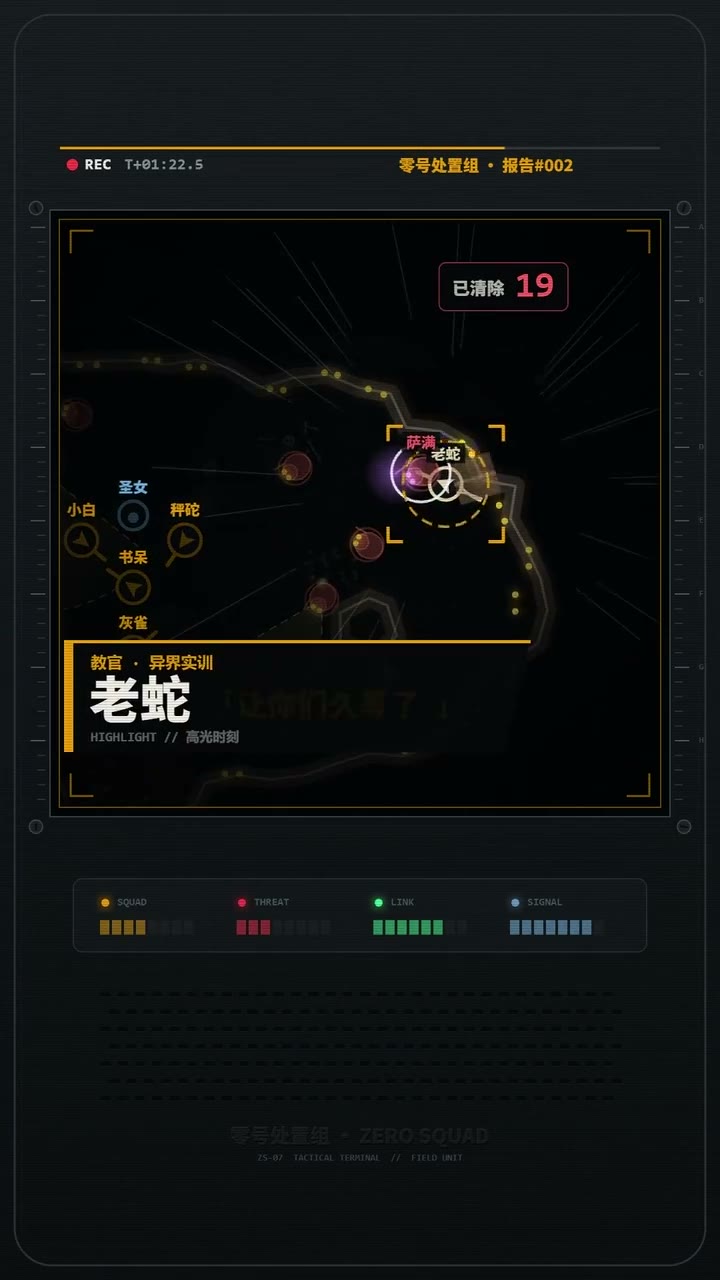 REC T+01:22.5 零号处置组 · 报告#002
已清除 19
萨满
老蛇
圣女
小白 秤砣
书呆
灰雀
教官 · 异界实训
老蛇
「让你们久等了 」
HIGHLIGHT // 高光时刻
SQUAD THREAT LINK SIGNAL
零号处置组 · ZERO SQUAD
ZS-07 TACTICAL TERMINAL // FIELD UNIT